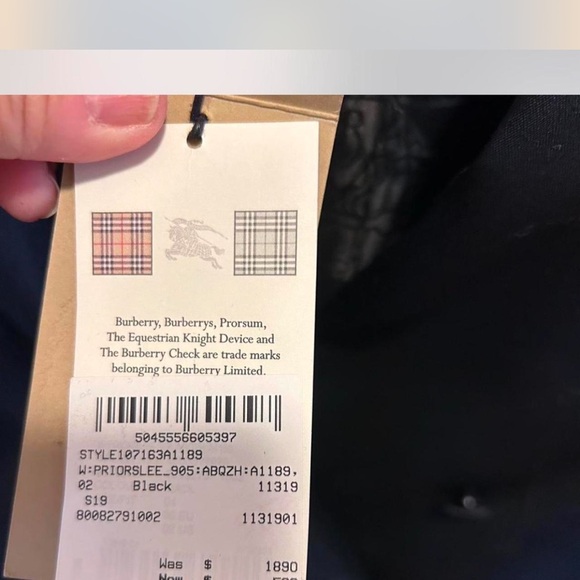 Burberry, Burberrys, Prorsum,
The Equestrian Knight Device and
The Burberry Check are trade marks
belonging to Burberry Limited.
5045556605397
STYLE107163A1189
W:PRIORSLEE_905:ABQZH:A1189,
02 Black 11319
S19
80082791002 1131901
Was $ 1890
Now $